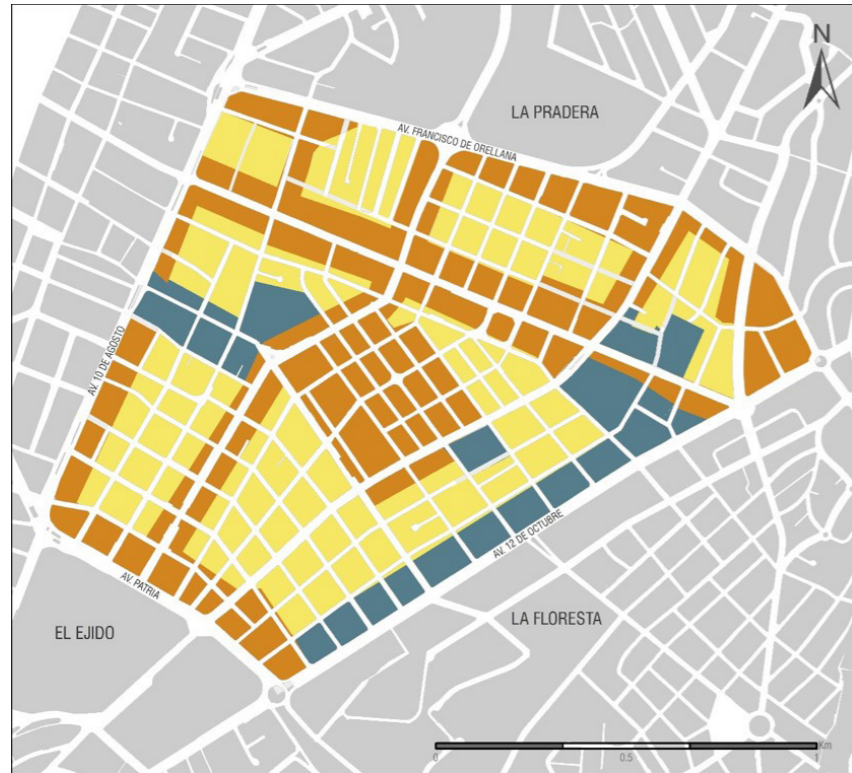 N
LA PRADERA
AV. FRANCISCO DE ORELLANA
AV. 10 DE AGOSTO
AV. 12 DE OCTUBRE
AV. PATRIA
LA FLORESTA
EL EJIDO
Km
0
0.5
1